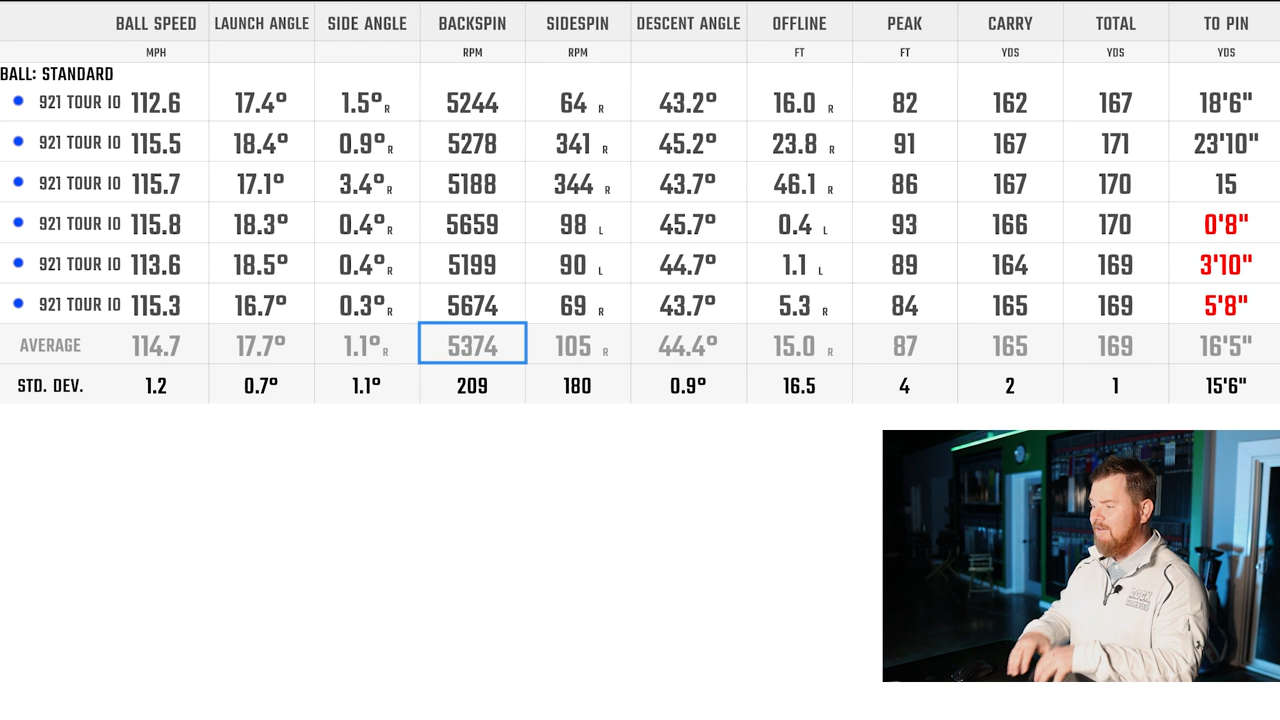 BALL SPEED LAUNCH ANGLE SIDE ANGLE BACKSPIN SIDESPIN DESCENT ANGLE OFFLINE PEAK CARRY TOTAL TO PIN
MPH RPM RPM FT FT YDS YDS YDS
BALL: STANDARD
921 TOUR IO 112.6 17.4° 1.5° R 5244 64 R 43.2° 16.0 R 82 162 167 18'6"
921 TOUR IO 115.5 18.4° 0.9° R 5278 341 R 45.2° 23.8 R 91 167 171 23'10"
921 TOUR IO 115.7 17.1° 3.4° R 5188 344 R 43.7° 46.1 R 86 167 170 15
921 TOUR IO 115.8 18.3° 0.4° R 5659 98 L 45.7° 0.4 L 93 166 170 0'8"
921 TOUR IO 113.6 18.5° 0.4° R 5199 90 L 44.7° 1.1 L 89 164 169 3'10"
921 TOUR IO 115.3 16.7° 0.3° R 5674 69 R 43.7° 5.3 R 84 165 169 5'8"
AVERAGE 114.7 17.7° 1.1° R 5374 105 R 44.4° 15.0 R 87 165 169 16'5"
STD. DEV. 1.2 0.7° 1.1° 209 180 0.9° 16.5 4 2 1 15'6"